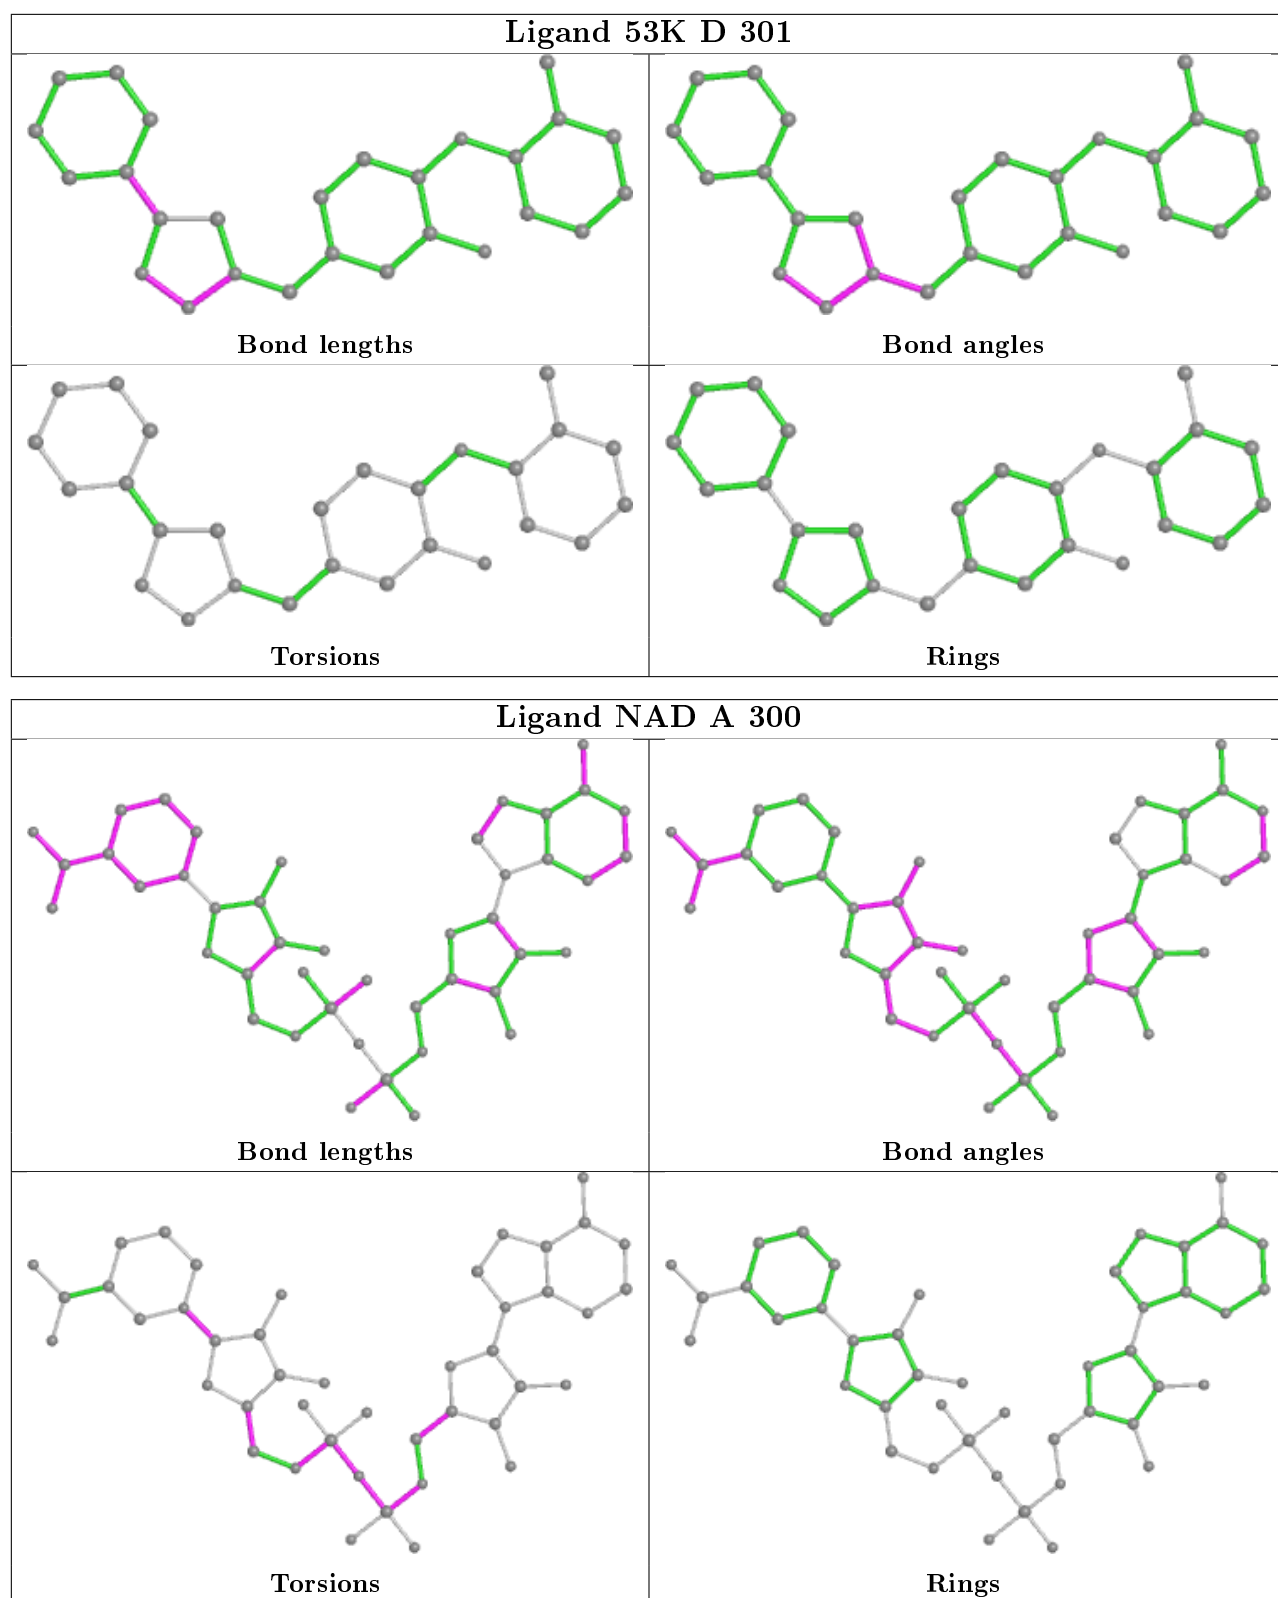 Ligand 53K D 301
Bond lengths
Bond angles
Torsions
Rings
Ligand NAD A 300
Bond lengths
Bond angles
Torsions
Rings